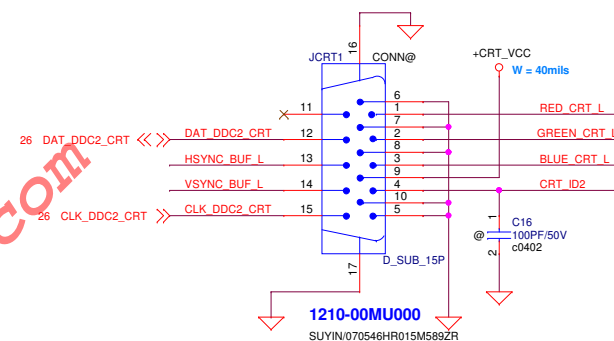 16
JCRT1
CONN@
+CRT_VCC
W = 40mils
6
11
1
RED_CRT_L
7
26 DAT_DDC2_CRT
DAT_DDC2_CRT
12
2
GREEN_CRT_L
8
HSYNC_BUF_L
13
3
BLUE_CRT_L
9
VSYNC_BUF_L
14
4
CRT_ID2
10
26 CLK_DDC2_CRT
CLK_DDC2_CRT
15
5
1
C16
@
100PF/50V
c0402
2
17
D_SUB_15P
1210-00MU000
SUYIN/070546HR015M589ZR
com